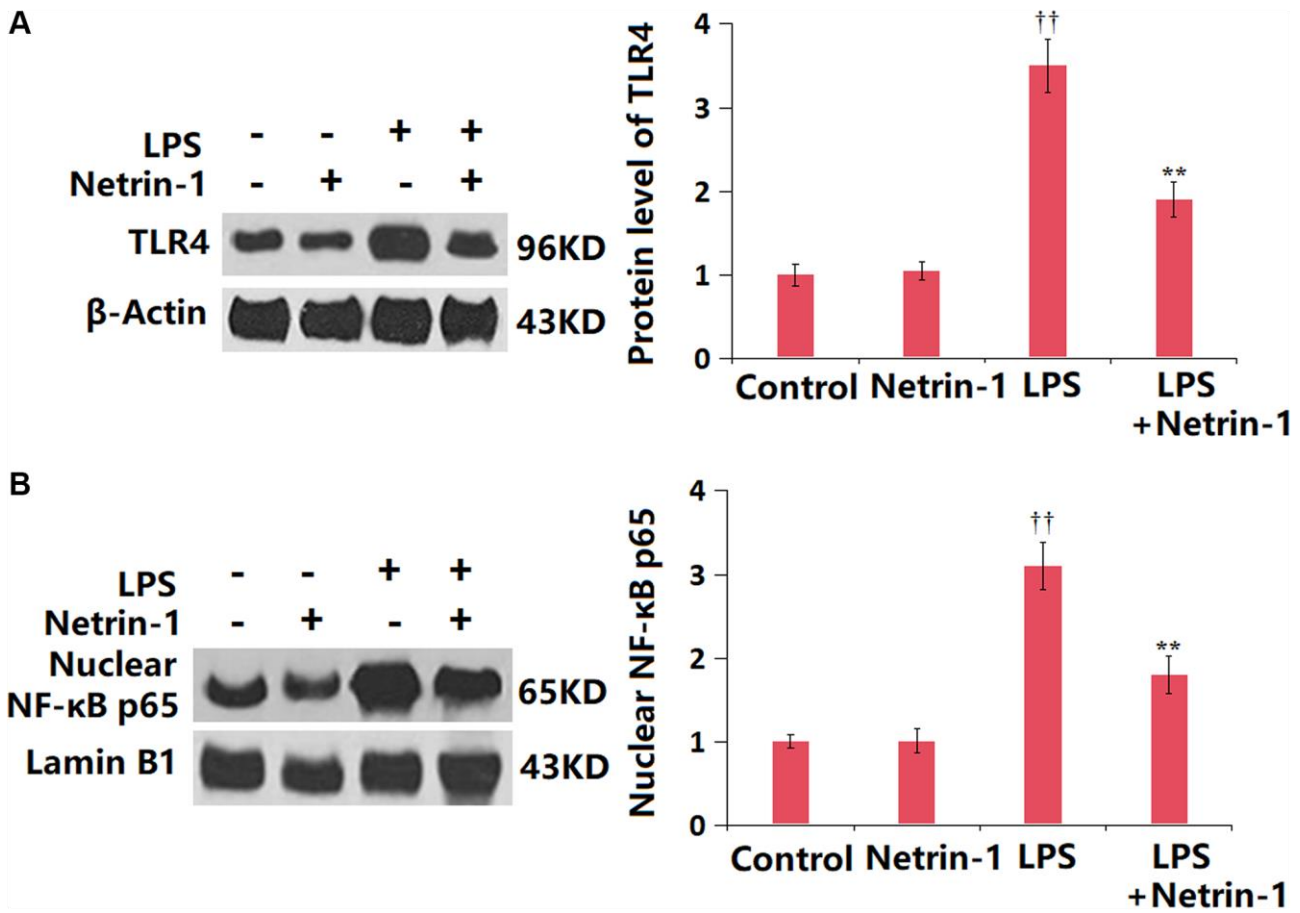 A
LPS - - + +
Netrin-1 - + - +
TLR4 96KD
β-Actin 43KD
Protein level of TLR4
4
3
2
1
0
††
**
Control Netrin-1 LPS LPS
+Netrin-1
B
LPS - - + +
Netrin-1 - + - +
Nuclear
NF-κB p65 65KD
Lamin B1 43KD
Nuclear NF-κB p65
4
3
2
1
0
††
**
Control Netrin-1 LPS LPS
+Netrin-1